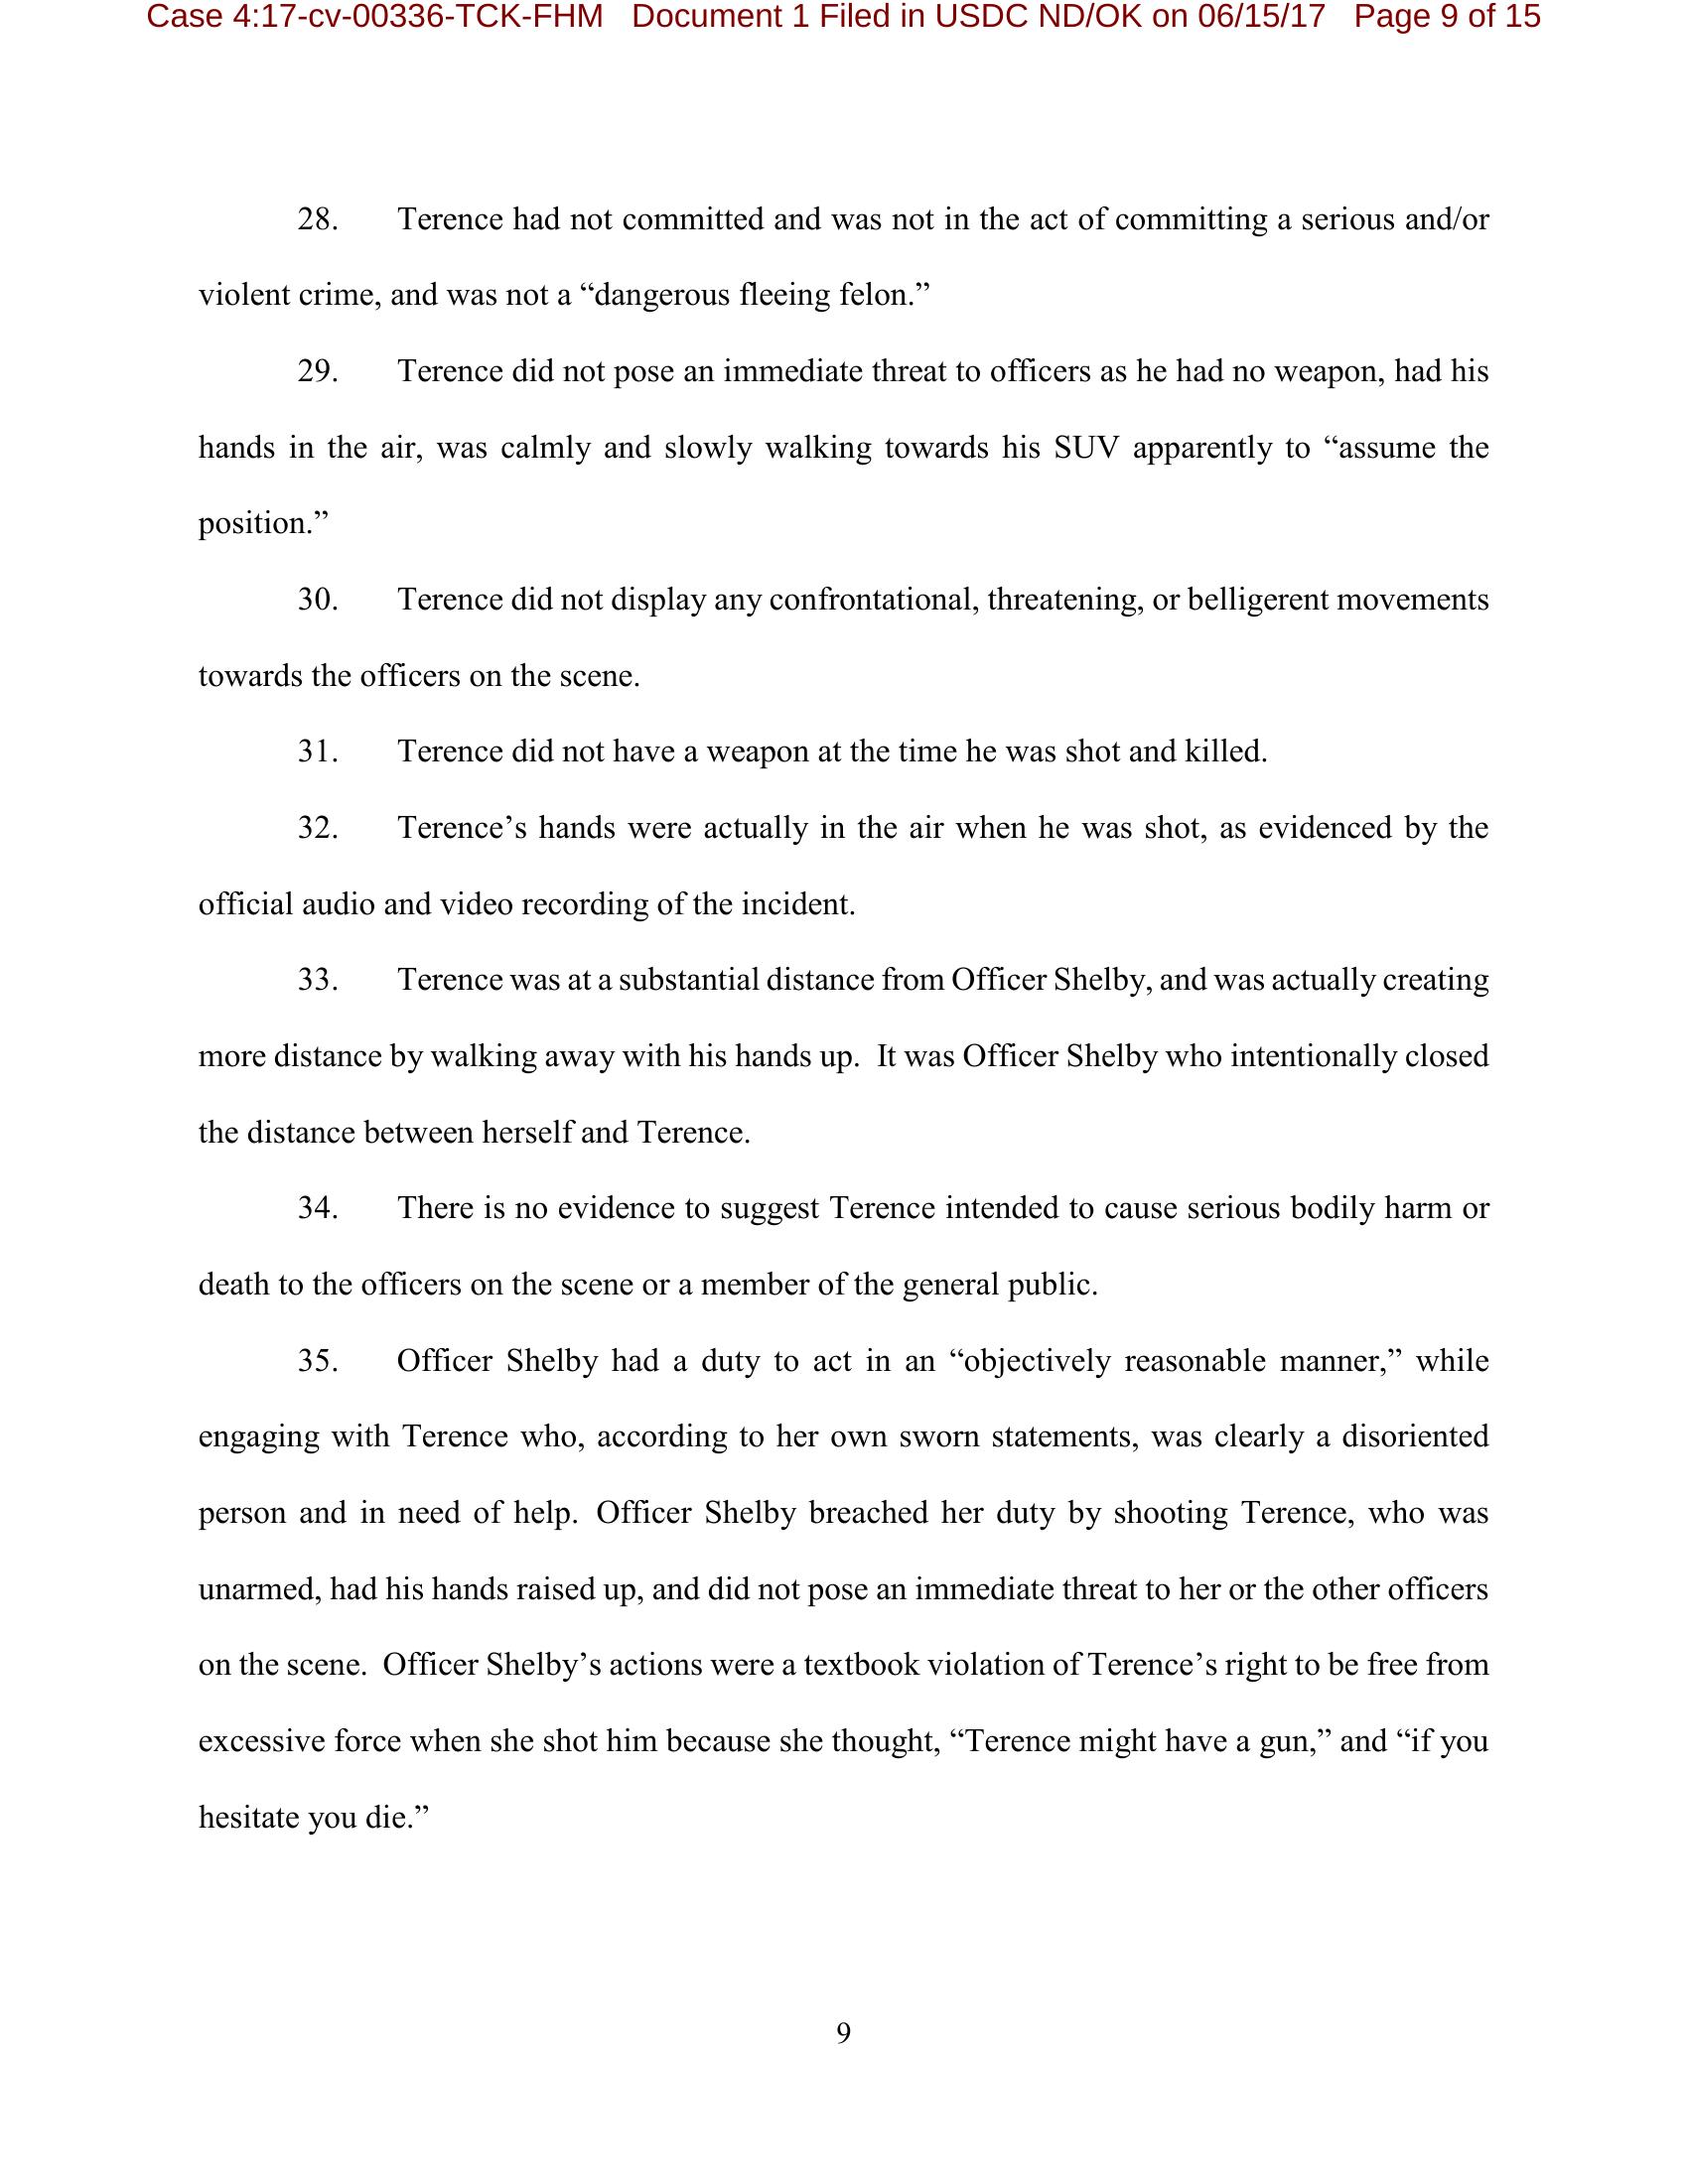 Case 4:17-cv-00336-TCK-FHM   Document 1 Filed in USDC ND/OK on 06/15/17   Page 9 of 15
28. Terence had not committed and was not in the act of committing a serious and/or
violent crime, and was not a “dangerous fleeing felon.”
29. Terence did not pose an immediate threat to officers as he had no weapon, had his
hands in the air, was calmly and slowly walking towards his SUV apparently to “assume the
position.”
30. Terence did not display any confrontational, threatening, or belligerent movements
towards the officers on the scene.
31. Terence did not have a weapon at the time he was shot and killed.
32. Terence’s hands were actually in the air when he was shot, as evidenced by the
official audio and video recording of the incident.
33. Terence was at a substantial distance from Officer Shelby, and was actually creating
more distance by walking away with his hands up.  It was Officer Shelby who intentionally closed
the distance between herself and Terence.
34. There is no evidence to suggest Terence intended to cause serious bodily harm or
death to the officers on the scene or a member of the general public.
35. Officer Shelby had a duty to act in an “objectively reasonable manner,” while
engaging with Terence who, according to her own sworn statements, was clearly a disoriented
person and in need of help. Officer Shelby breached her duty by shooting Terence, who was
unarmed, had his hands raised up, and did not pose an immediate threat to her or the other officers
on the scene.  Officer Shelby’s actions were a textbook violation of Terence’s right to be free from
excessive force when she shot him because she thought, “Terence might have a gun,” and “if you
hesitate you die.”
9